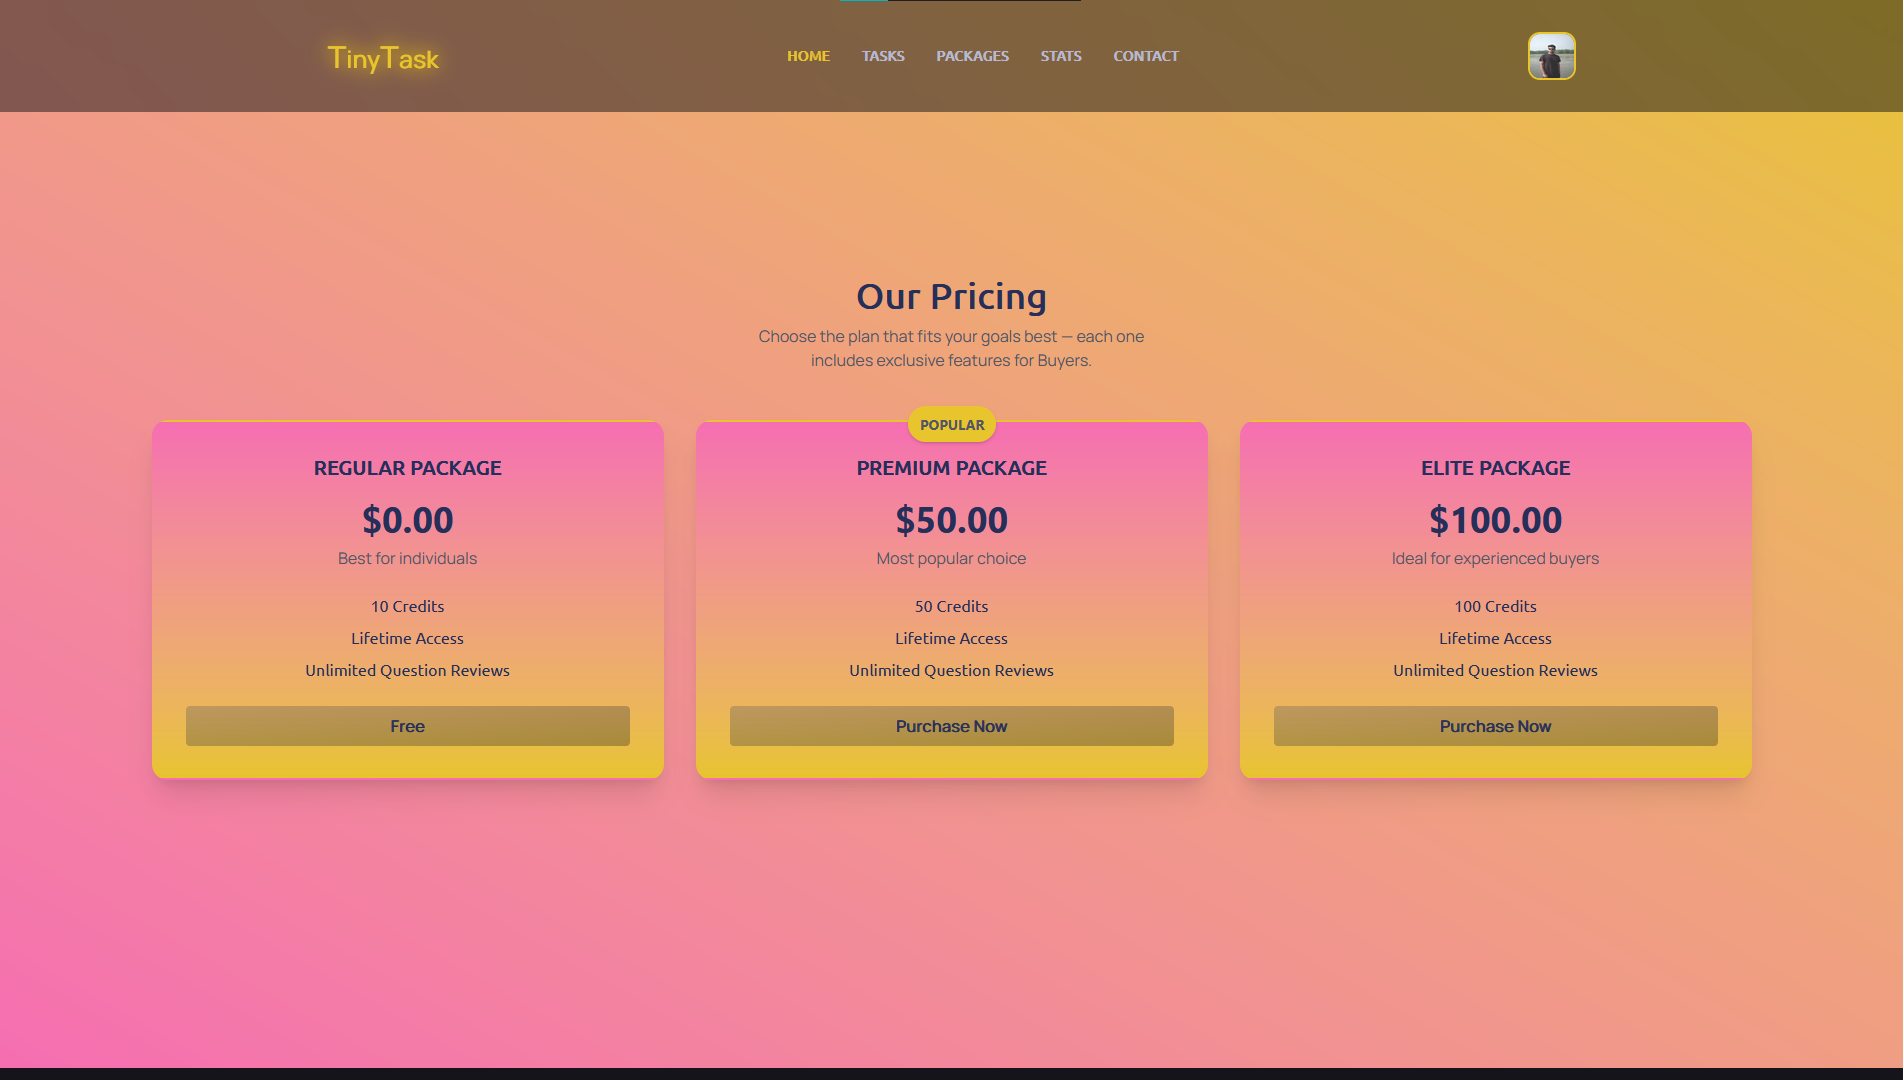 TinyTask
HOME TASKS PACKAGES STATS CONTACT
Our Pricing
Choose the plan that fits your goals best — each one
includes exclusive features for Buyers.
REGULAR PACKAGE
$0.00
Best for individuals
10 Credits
Lifetime Access
Unlimited Question Reviews
Free
POPULAR
PREMIUM PACKAGE
$50.00
Most popular choice
50 Credits
Lifetime Access
Unlimited Question Reviews
Purchase Now
ELITE PACKAGE
$100.00
Ideal for experienced buyers
100 Credits
Lifetime Access
Unlimited Question Reviews
Purchase Now